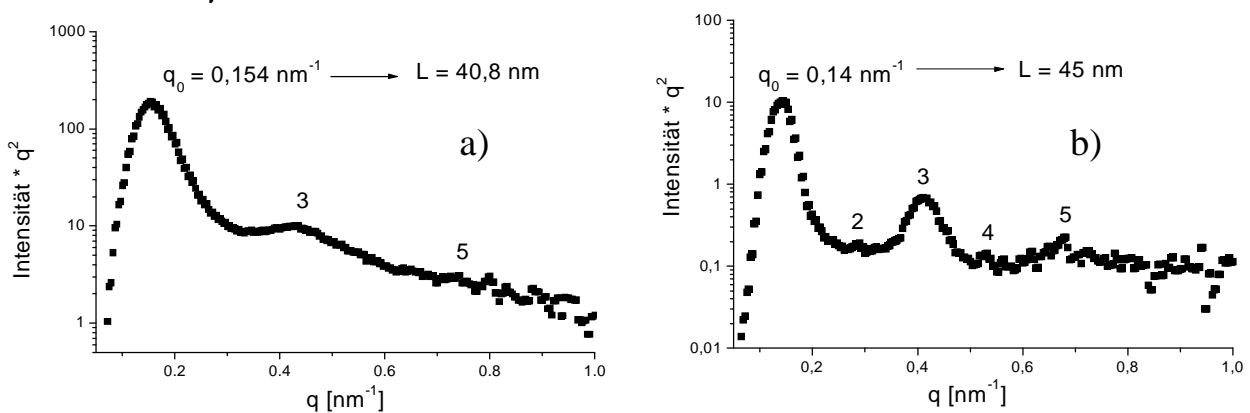 1000
100
10
1
Intensität * q²
q₀ = 0,154 nm⁻¹ → L = 40,8 nm
a)
3
5
0.2 0.4 0.6 0.8 1.0
q [nm⁻¹]
100
10
1
0,1
0,01
Intensität * q²
q₀ = 0,14 nm⁻¹ → L = 45 nm
b)
2
3
4
5
0,2 0,4 0,6 0,8 1,0
q [nm⁻¹]